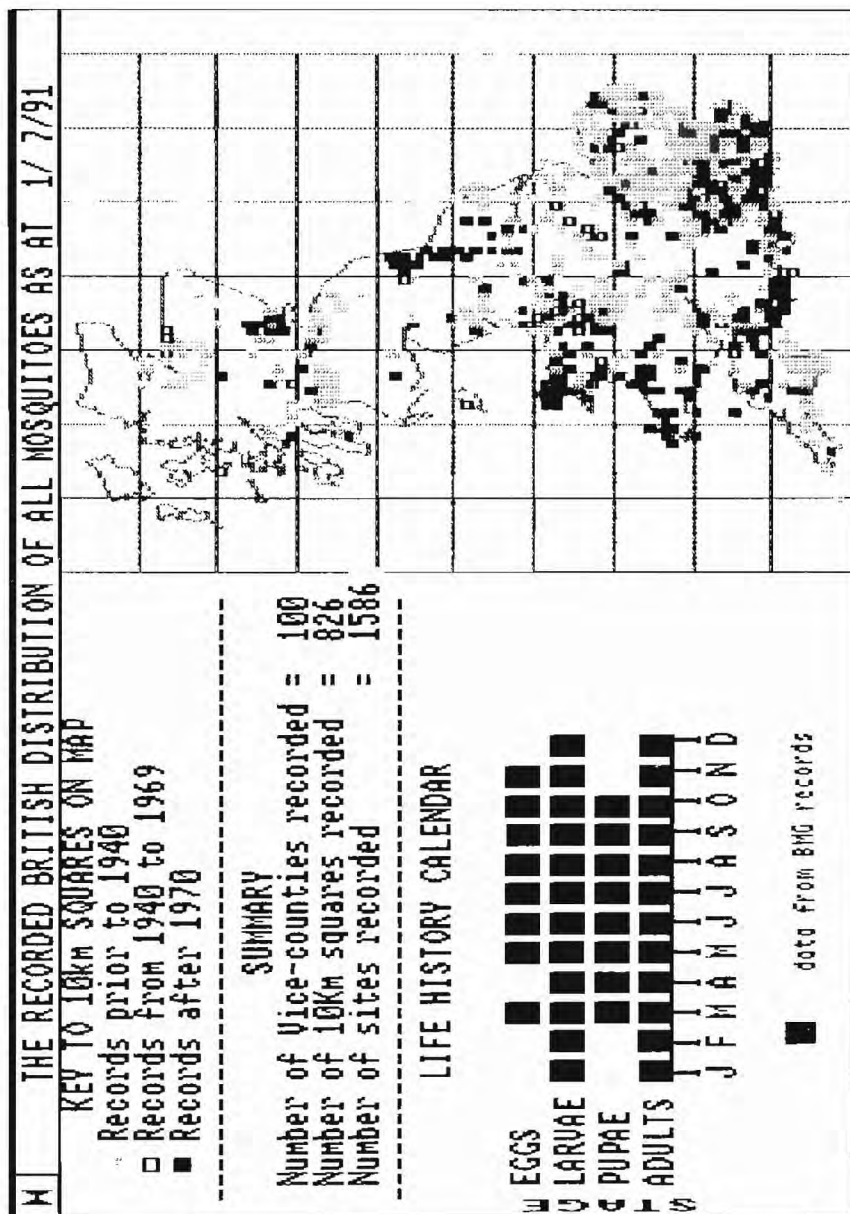 THE RECORDED BRITISH DISTRIBUTION OF ALL MOSQUITOES AS AT 1/ 7/91
KEY TO 10km SQUARES ON MAP
Records prior to 1940
Records from 1940 to 1969
Records after 1970
SUMMARY
Number of Vice-counties recorded = 100
Number of 10Km squares recorded = 826
Number of sites recorded = 1586
LIFE HISTORY CALENDAR
EGGS
LARVAE
PUPAE
ADULTS
J F M A M J J A S O N D
data from BMG records